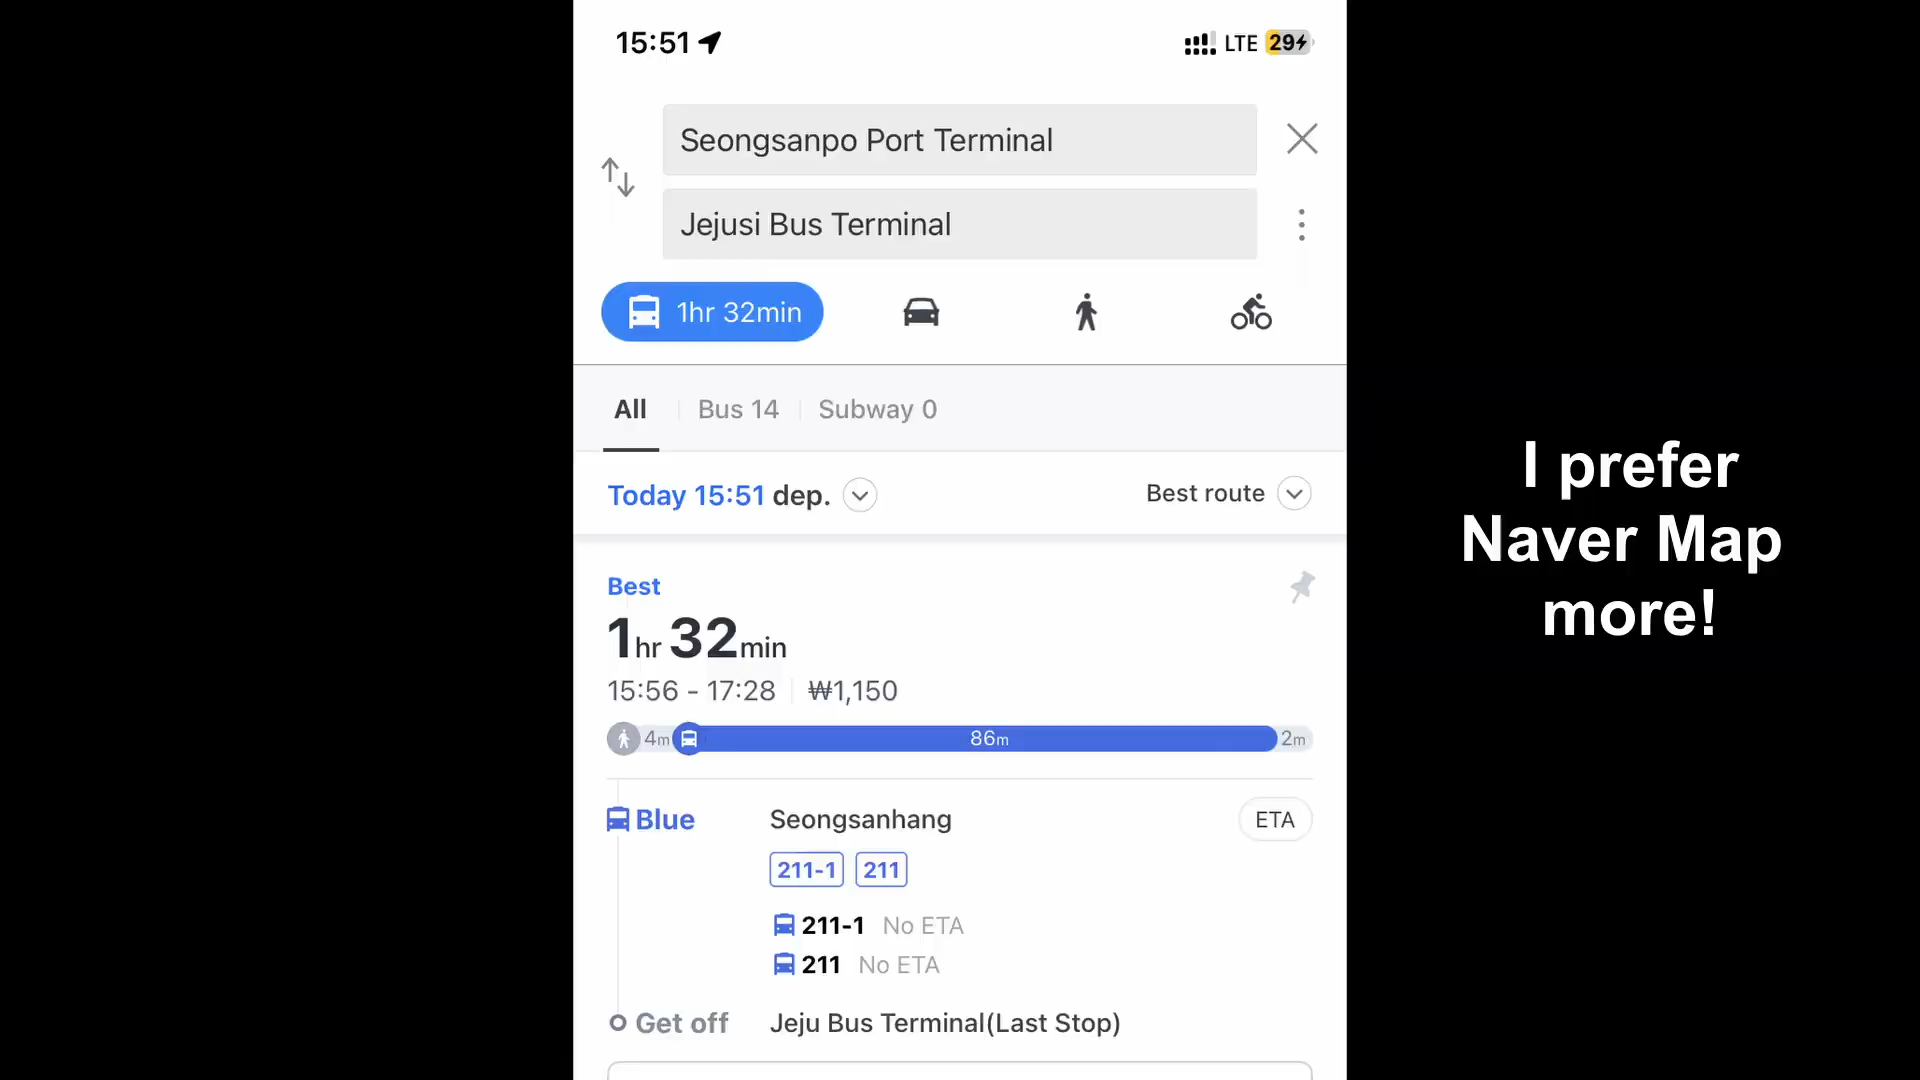 15:51
LTE 29
Seongsanpo Port Terminal
Jejusi Bus Terminal
1hr 32min
All Bus 14 Subway 0
Today 15:51 dep. Best route
Best
1hr 32min
15:56 - 17:28 ₩1,150
4m 86m 2m
Blue Seongsanhang ETA
211-1 211
211-1 No ETA
211 No ETA
Get off Jeju Bus Terminal(Last Stop)
I prefer
Naver Map
more!